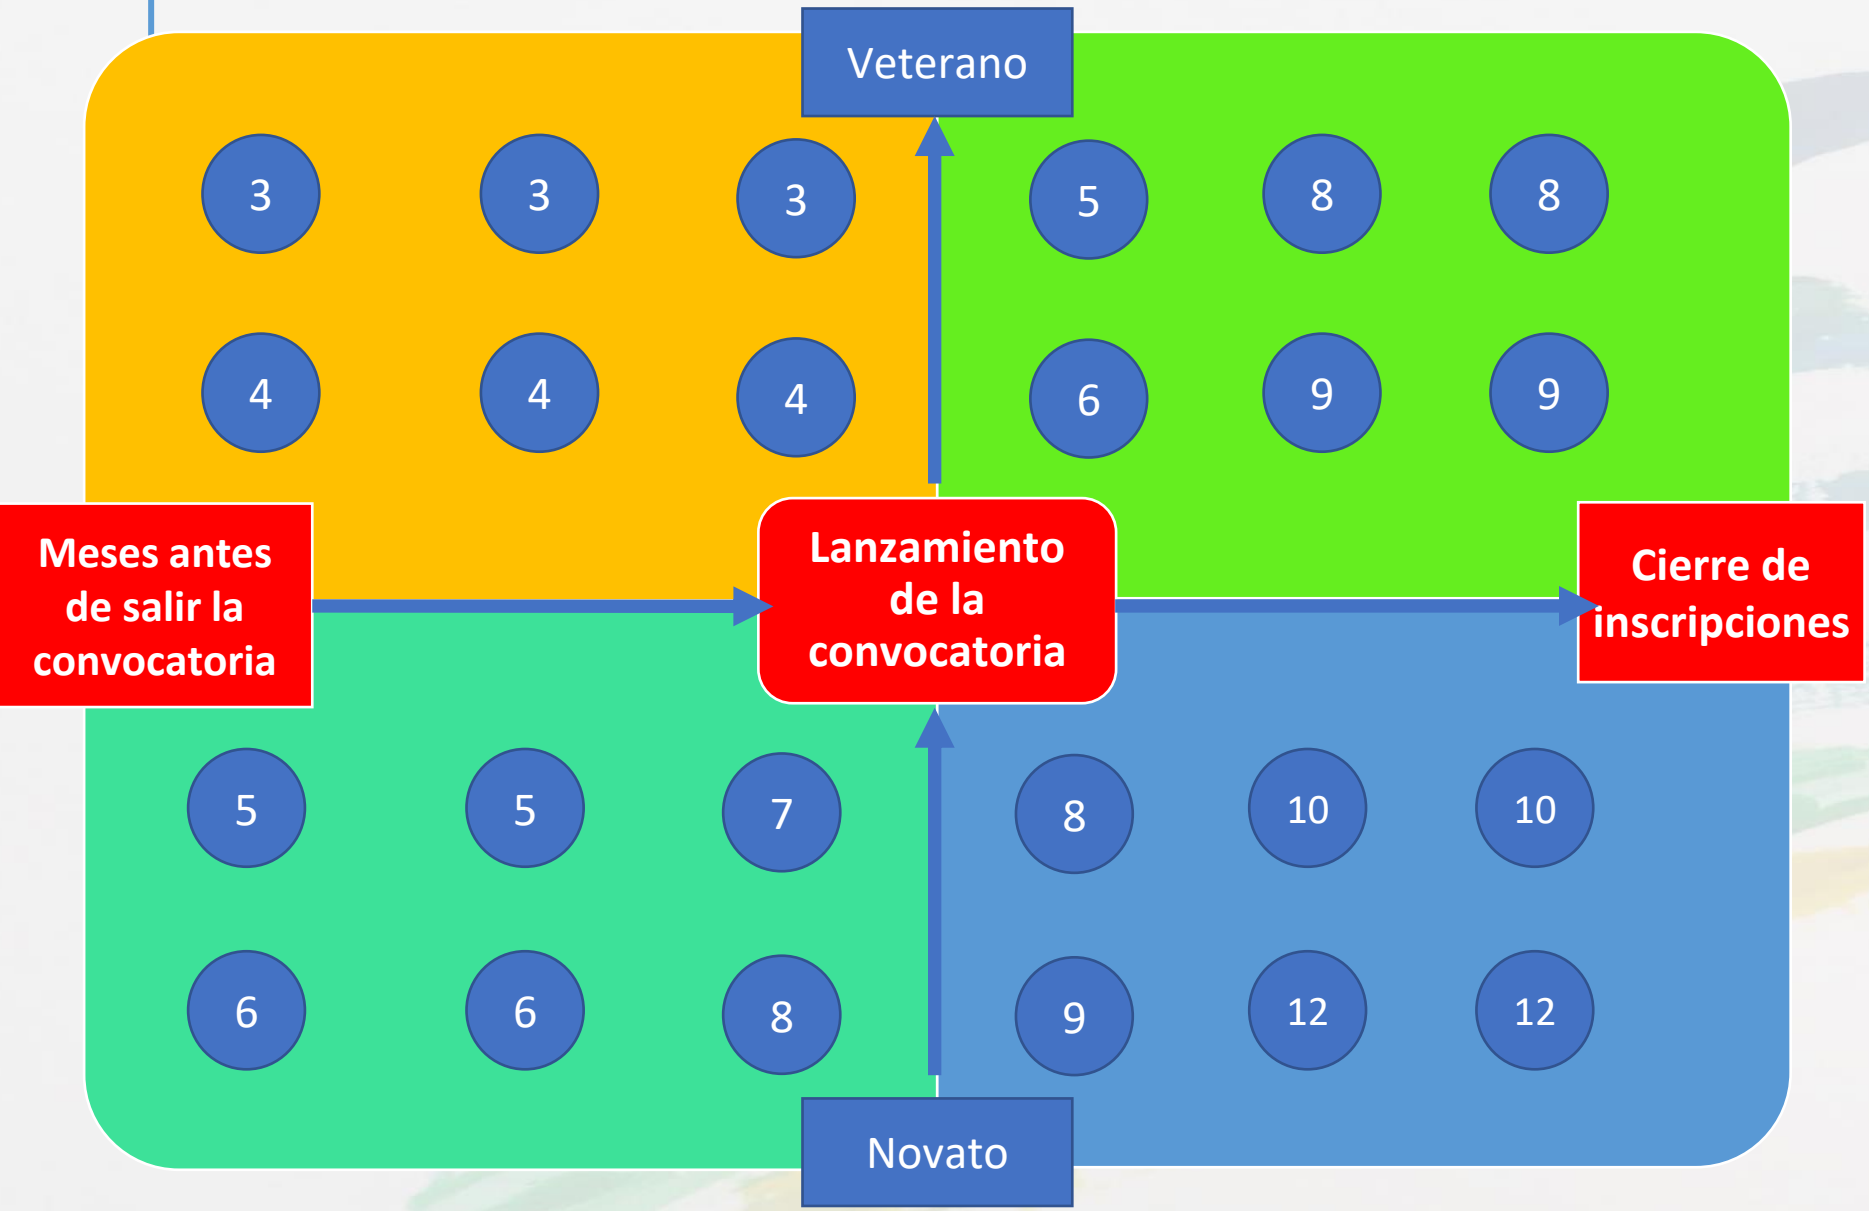 Veterano
3 3 3 5 8 8
4 4 4 6 9 9
Meses antes
de salir la
convocatoria
Lanzamiento
de la
convocatoria
Cierre de
inscripciones
5 5 7 8 10 10
6 6 8 9 12 12
Novato